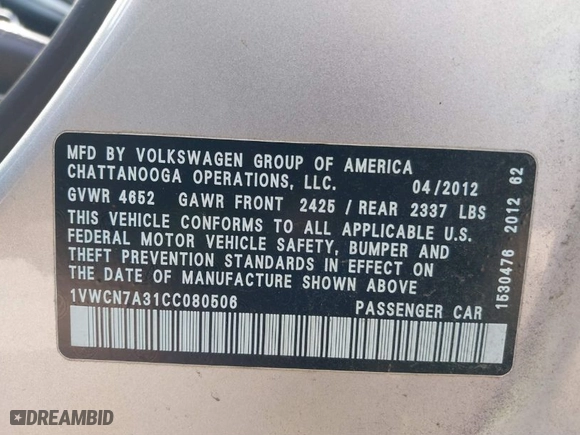 MFD BY VOLKSWAGEN GROUP OF AMERICA
CHATTANOOGA OPERATIONS, LLC. 04/2012
GVWR 4652 GAWR FRONT 2425 / REAR 2337 LBS
THIS VEHICLE CONFORMS TO ALL APPLICABLE U.S.
FEDERAL MOTOR VEHICLE SAFETY, BUMPER AND
THEFT PREVENTION STANDARDS IN EFFECT ON
THE DATE OF MANUFACTURE SHOWN ABOVE
1VWCN7A31CC080506 PASSENGER CAR
1530476 2012 62
DREAMBID